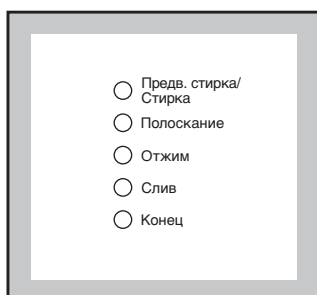 Предв. стирка/
Стирка
Полоскание
Отжим
Слив
Конец